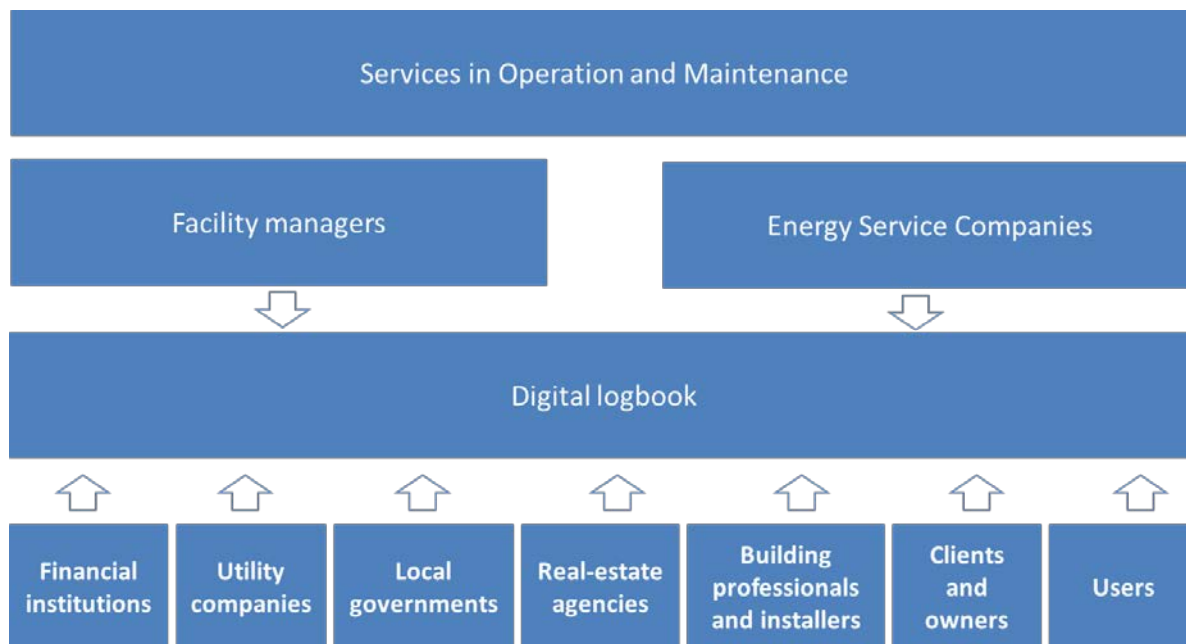 Services in Operation and Maintenance
Facility managers
Energy Service Companies
Digital logbook
Financial
institutions
Utility
companies
Local
governments
Real-estate
agencies
Building
professionals
and installers
Clients
and
owners
Users